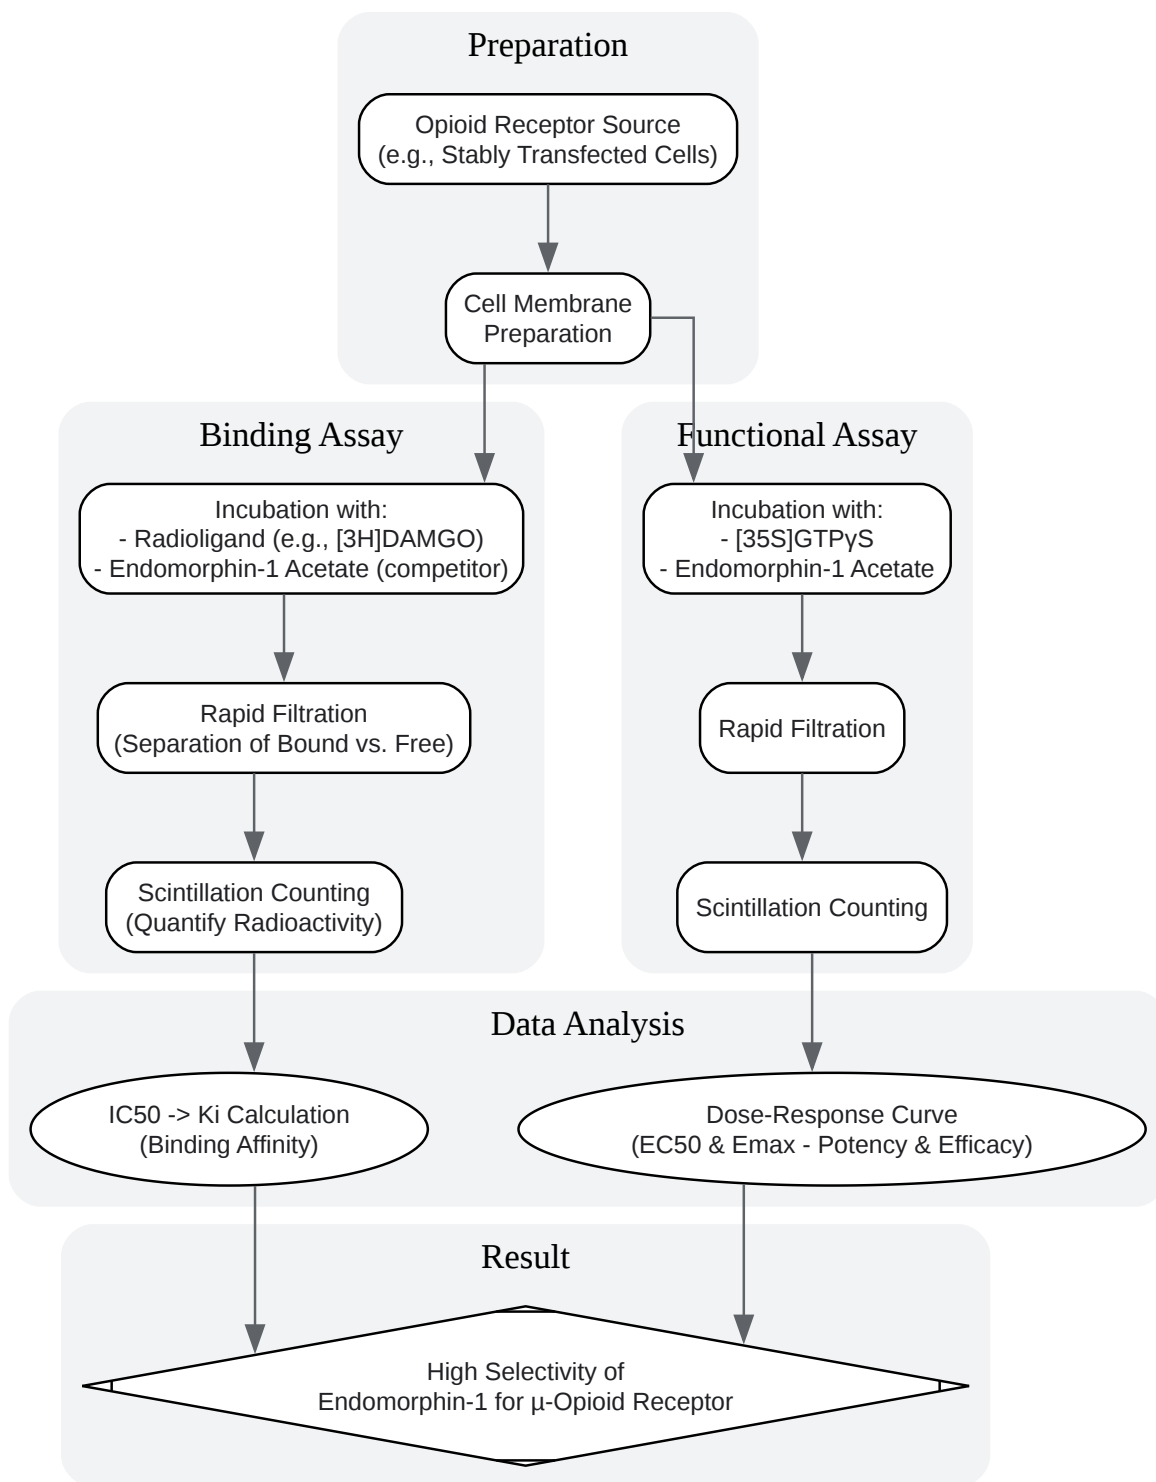 Preparation
Opioid Receptor Source
(e.g., Stably Transfected Cells)
Cell Membrane
Preparation
Binding Assay
Incubation with:
- Radioligand (e.g., [3H]DAMGO)
- Endomorphin-1 Acetate (competitor)
Rapid Filtration
(Separation of Bound vs. Free)
Scintillation Counting
(Quantify Radioactivity)
Functional Assay
Incubation with:
- [35S]GTPγS
- Endomorphin-1 Acetate
Rapid Filtration
Scintillation Counting
Data Analysis
IC50 -> Ki Calculation
(Binding Affinity)
Dose-Response Curve
(EC50 & Emax - Potency & Efficacy)
Result
High Selectivity of
Endomorphin-1 for µ-Opioid Receptor